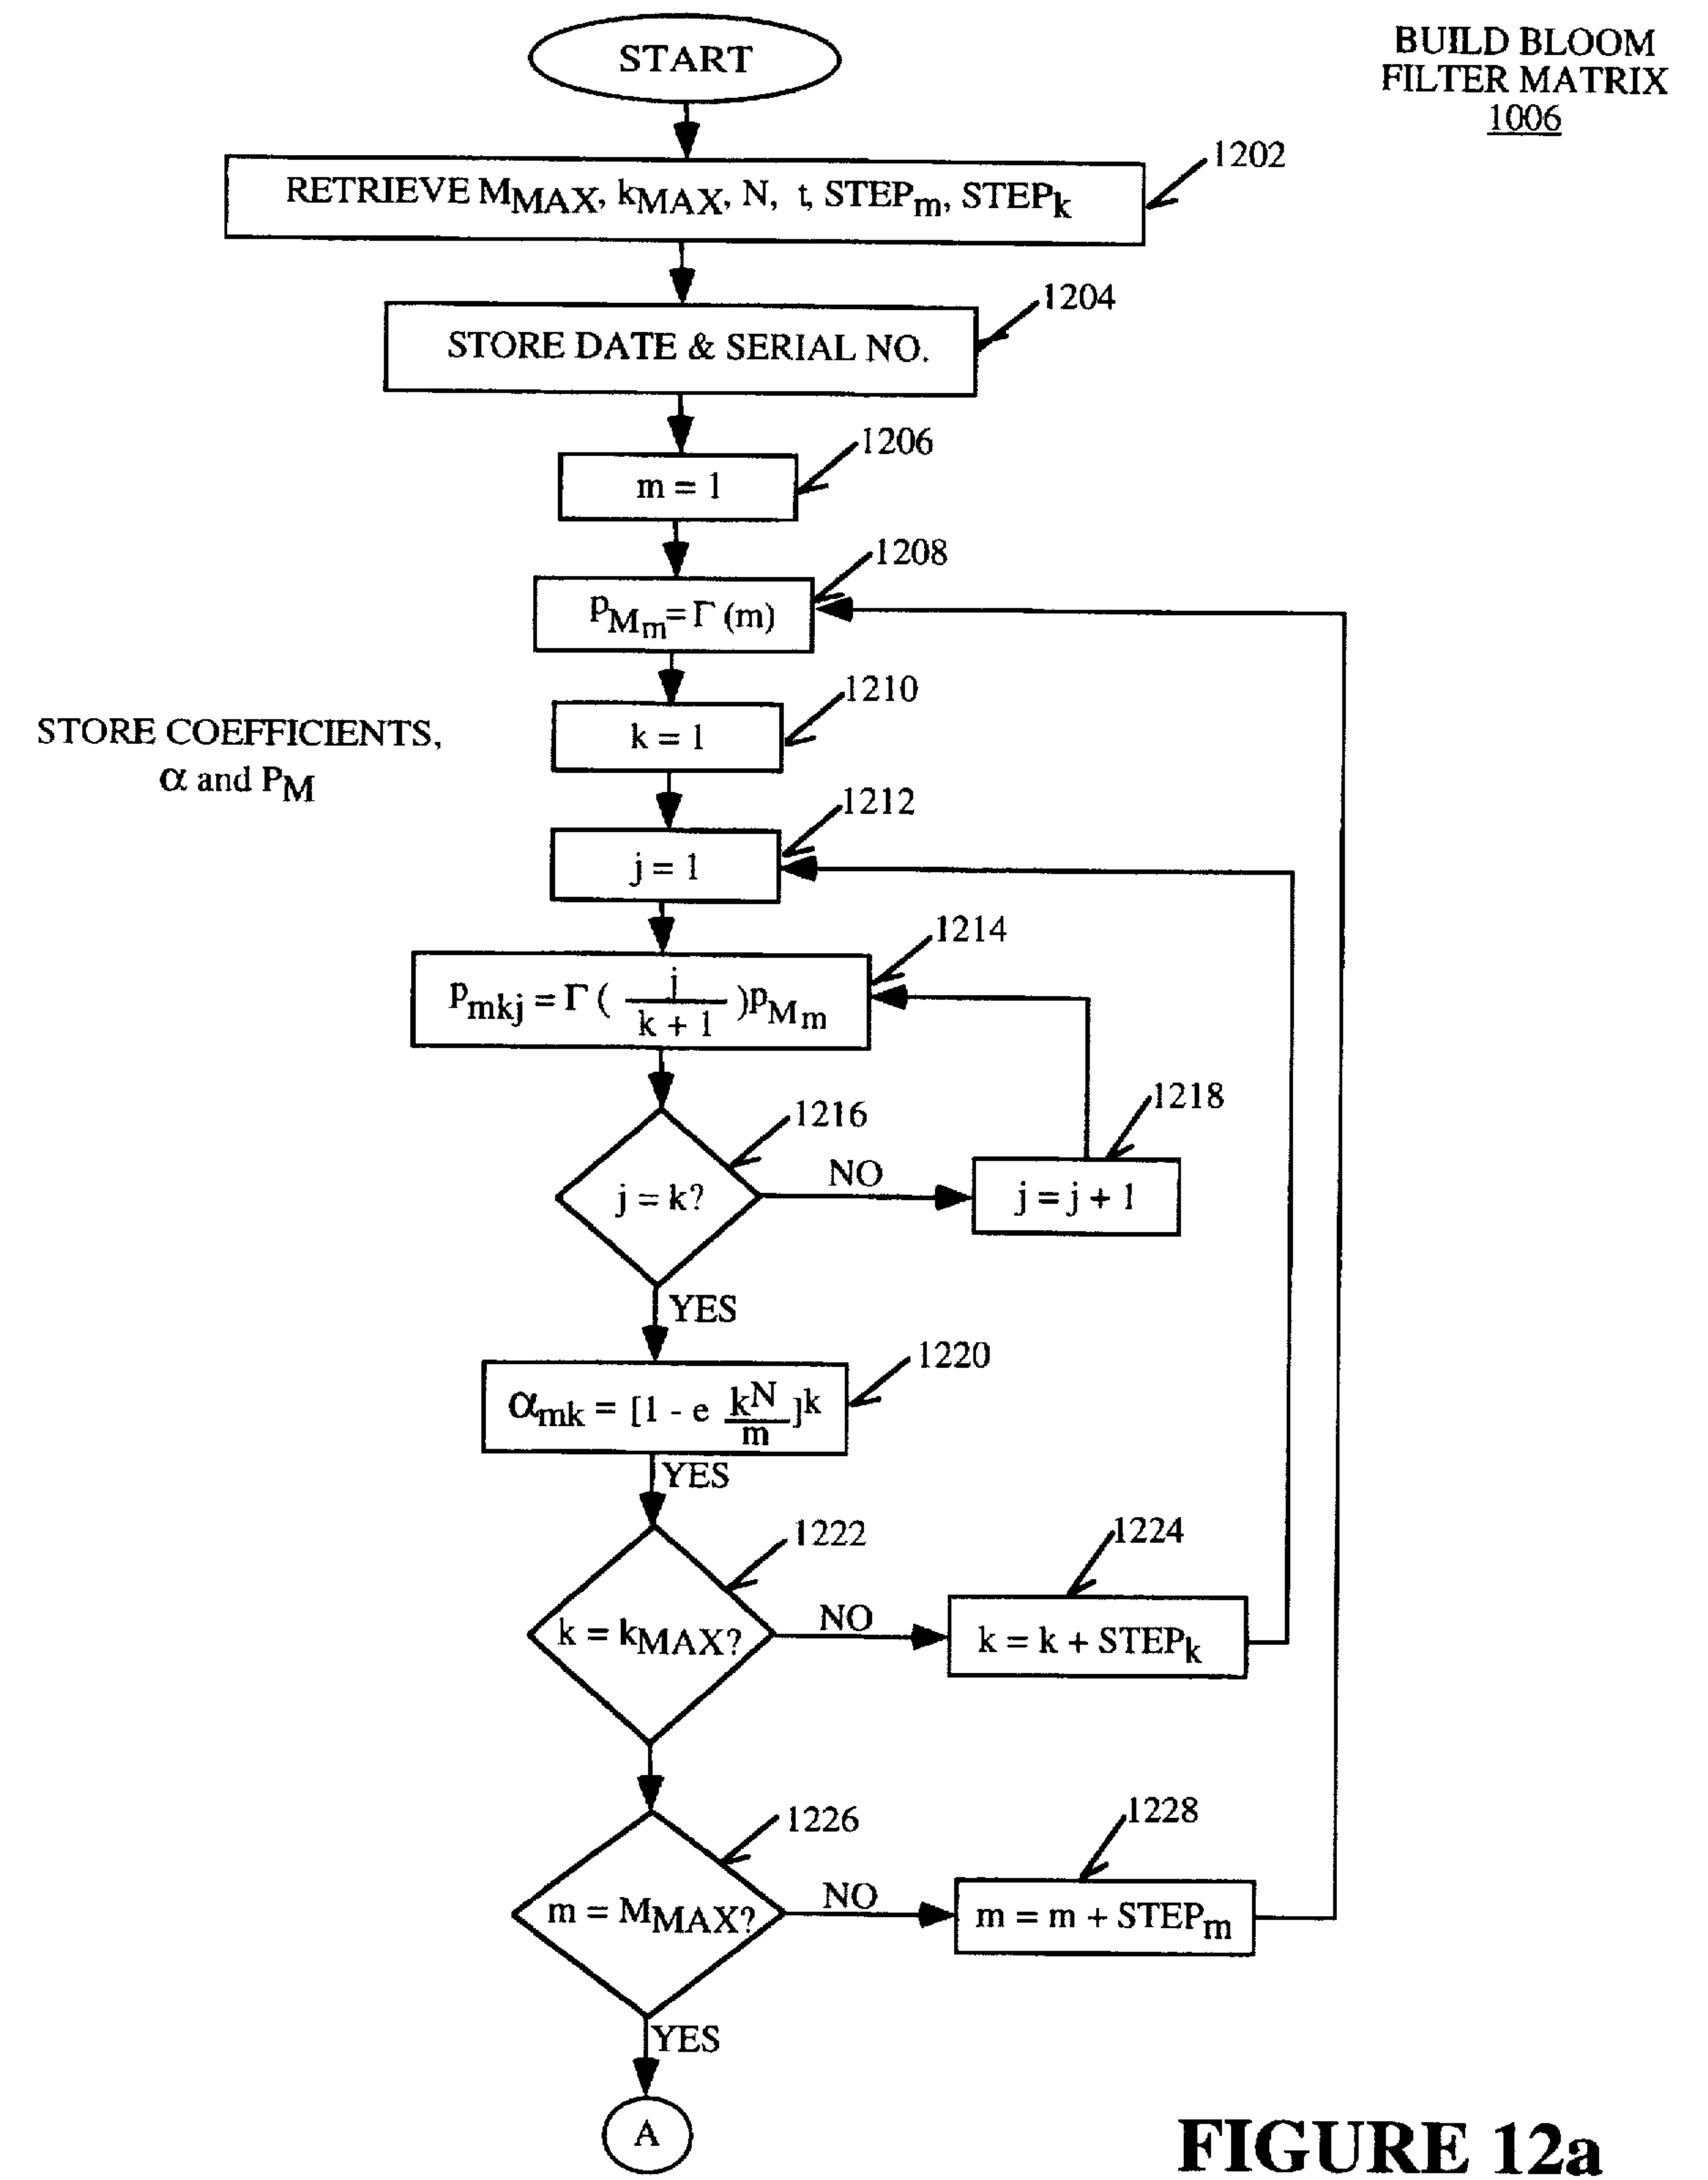 START
BUILD BLOOM
FILTER MATRIX
1006
1202
RETRIEVE MMAX, kMAX, N, t, STEPm, STEPk
1204
STORE DATE & SERIAL NO.
1206
m = 1
1208
pMm = Γ (m)
1210
k = 1
STORE COEFFICIENTS,
α and PM
1212
j = 1
1214
pmkj = Γ ( j / k + 1 )pMm
1216
1218
j = k?
NO
j = j + 1
YES
1220
αmk = [1 - e kN / m ]k
YES
1222
1224
k = kMAX?
NO
k = k + STEPk
1226
1228
m = MMAX?
NO
m = m + STEPm
YES
A
FIGURE 12a